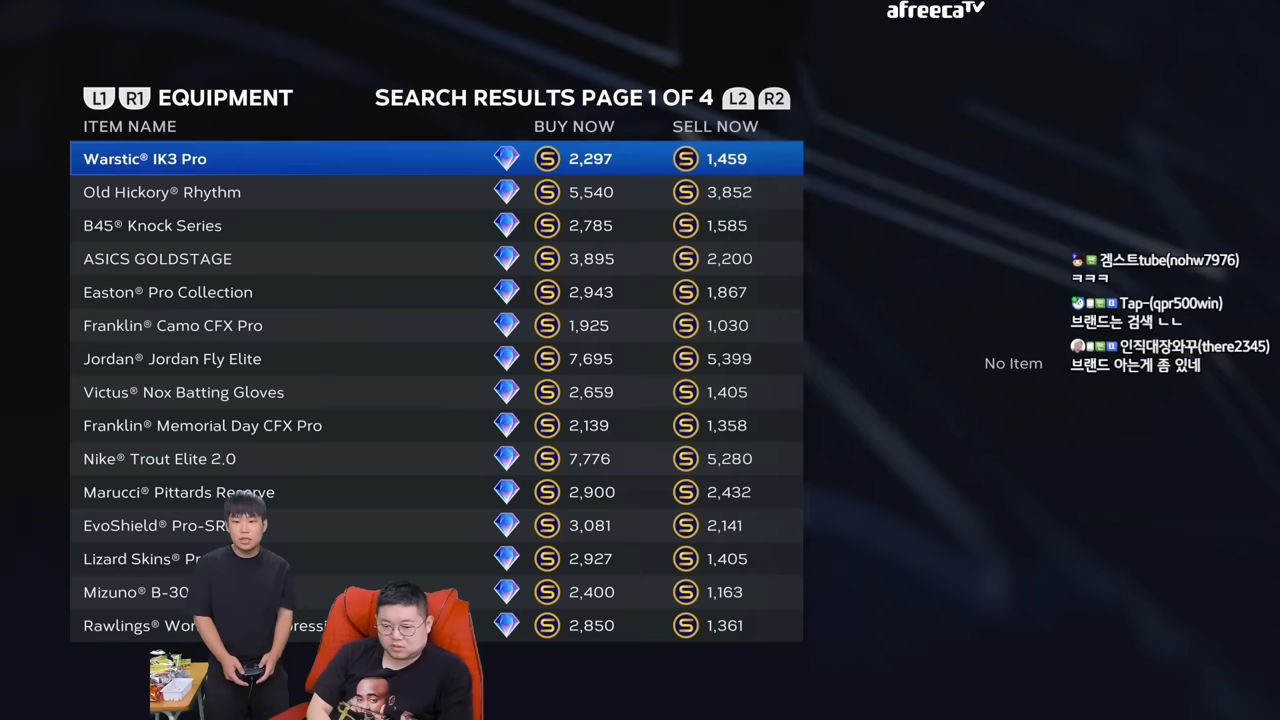 afreecaTV
L1 R1 EQUIPMENT SEARCH RESULTS PAGE 1 OF 4 L2 R2
ITEM NAME BUY NOW SELL NOW
Warstic® IK3 Pro S 2,297 S 1,459
Old Hickory® Rhythm S 5,540 S 3,852
B45® Knock Series S 2,785 S 1,585
ASICS GOLDSTAGE S 3,895 S 2,200
Easton® Pro Collection S 2,943 S 1,867
Franklin® Camo CFX Pro S 1,925 S 1,030
Jordan® Jordan Fly Elite S 7,695 S 5,399
Victus® Nox Batting Gloves S 2,659 S 1,405
Franklin® Memorial Day CFX Pro S 2,139 S 1,358
Nike® Trout Elite 2.0 S 7,776 S 5,280
Marucci® Pittards Reserve S 2,900 S 2,432
EvoShield® Pro-SR S 3,081 S 2,141
Lizard Skins® Pr S 2,927 S 1,405
Mizuno® B-30 S 2,400 S 1,163
Rawlings® Wor pressi S 2,850 S 1,361
겜스트tube(nohw7976)
ㅋㅋㅋ
Tap-(qpr500win)
브랜드는 검색 ㄴㄴ
인직대장와꾸(there2345)
브랜드 아는게 좀 있네
No Item